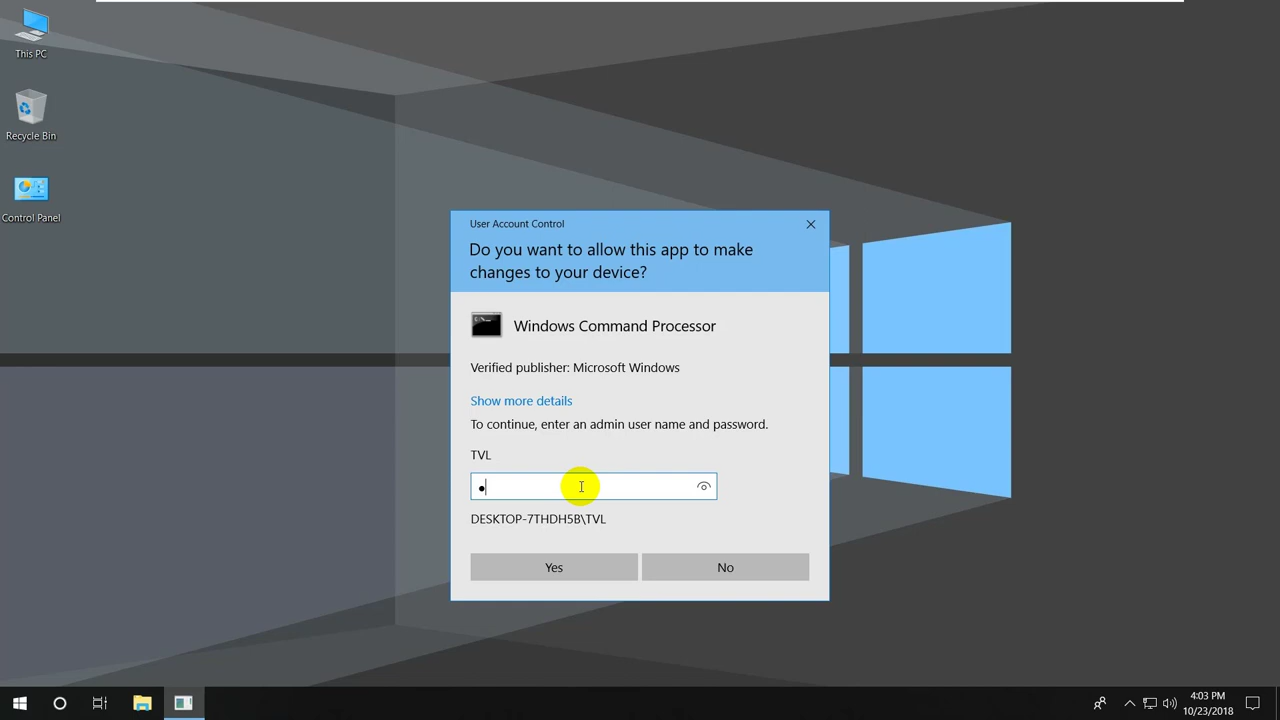 This PC
Recycle Bin
Control Panel
User Account Control
Do you want to allow this app to make
changes to your device?
Windows Command Processor
Verified publisher: Microsoft Windows
Show more details
To continue, enter an admin user name and password.
TVL
DESKTOP-7THDH5B\TVL
Yes
No
4:03 PM
10/23/2018